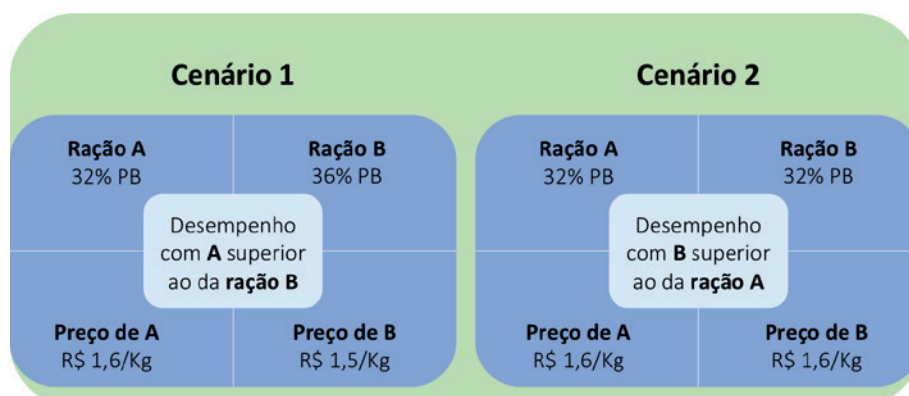 Cenário 1
Ração A
32% PB
Ração B
36% PB
Desempenho
com A superior
ao da ração B
Preço de A
R$ 1,6/Kg
Preço de B
R$ 1,5/Kg
Cenário 2
Ração A
32% PB
Ração B
32% PB
Desempenho
com B superior
ao da ração A
Preço de A
R$ 1,6/Kg
Preço de B
R$ 1,6/Kg